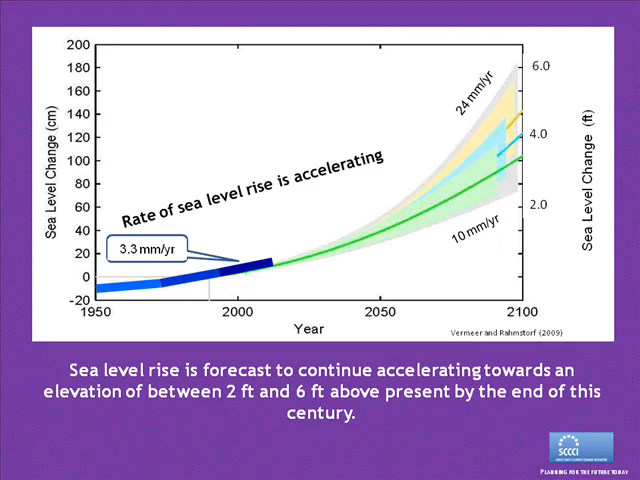 200
180
160
140
120
100
80
60
40
20
0
-20
Sea Level Change (cm)
1950
2000
2050
2100
Year
6.0
4.0
2.0
Sea Level Change (ft)
24 mm/yr
10 mm/yr
Rate of sea level rise is accelerating
3.3 mm/yr
Vermeer and Rahmstorf (2009)
Sea level rise is forecast to continue accelerating towards an
elevation of between 2 ft and 6 ft above present by the end of this
century.
SCCCI
PLANNING FOR THE FUTURE TODAY